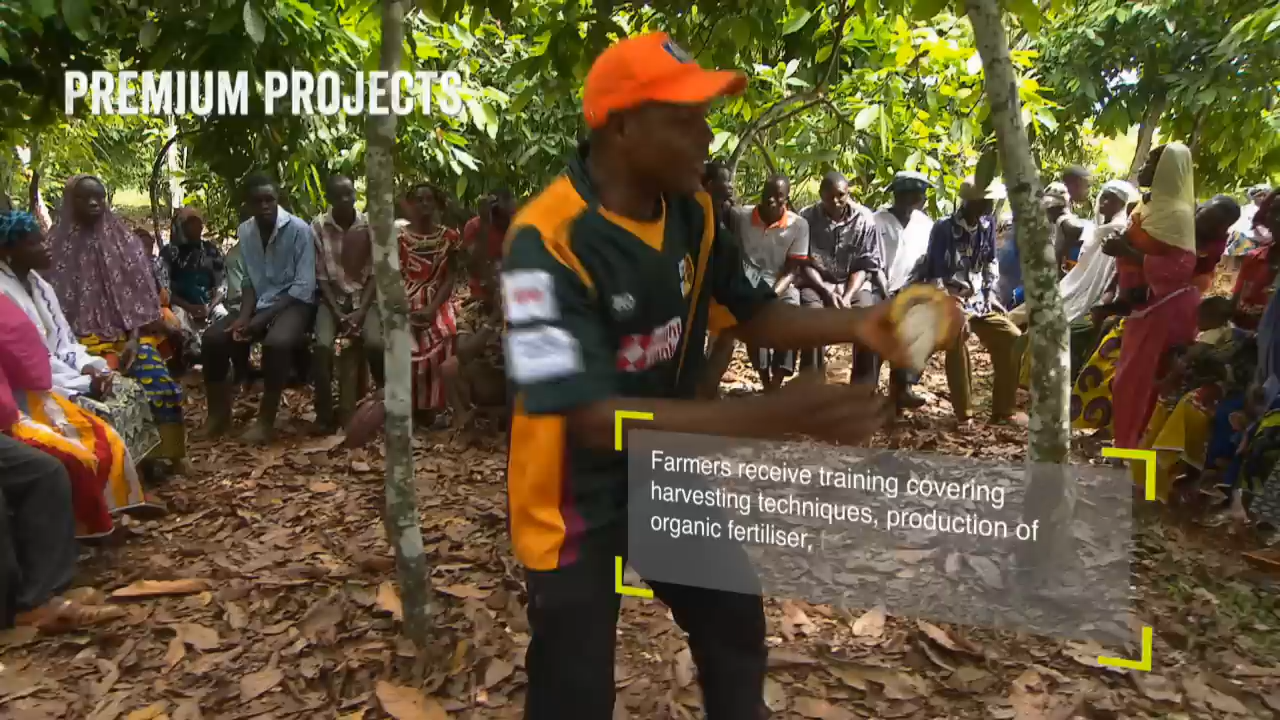 PREMIUM PROJECTS
Farmers receive training covering
harvesting techniques, production of
organic fertiliser,